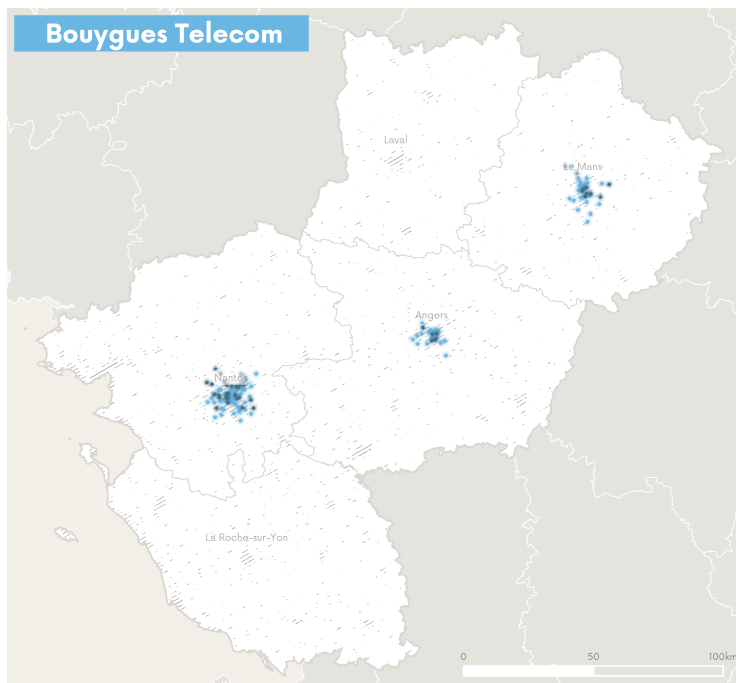 Bouygues Telecom
Laval
Le Mans
Angers
Nantes
La Roche-sur-Yon
0 50 100km